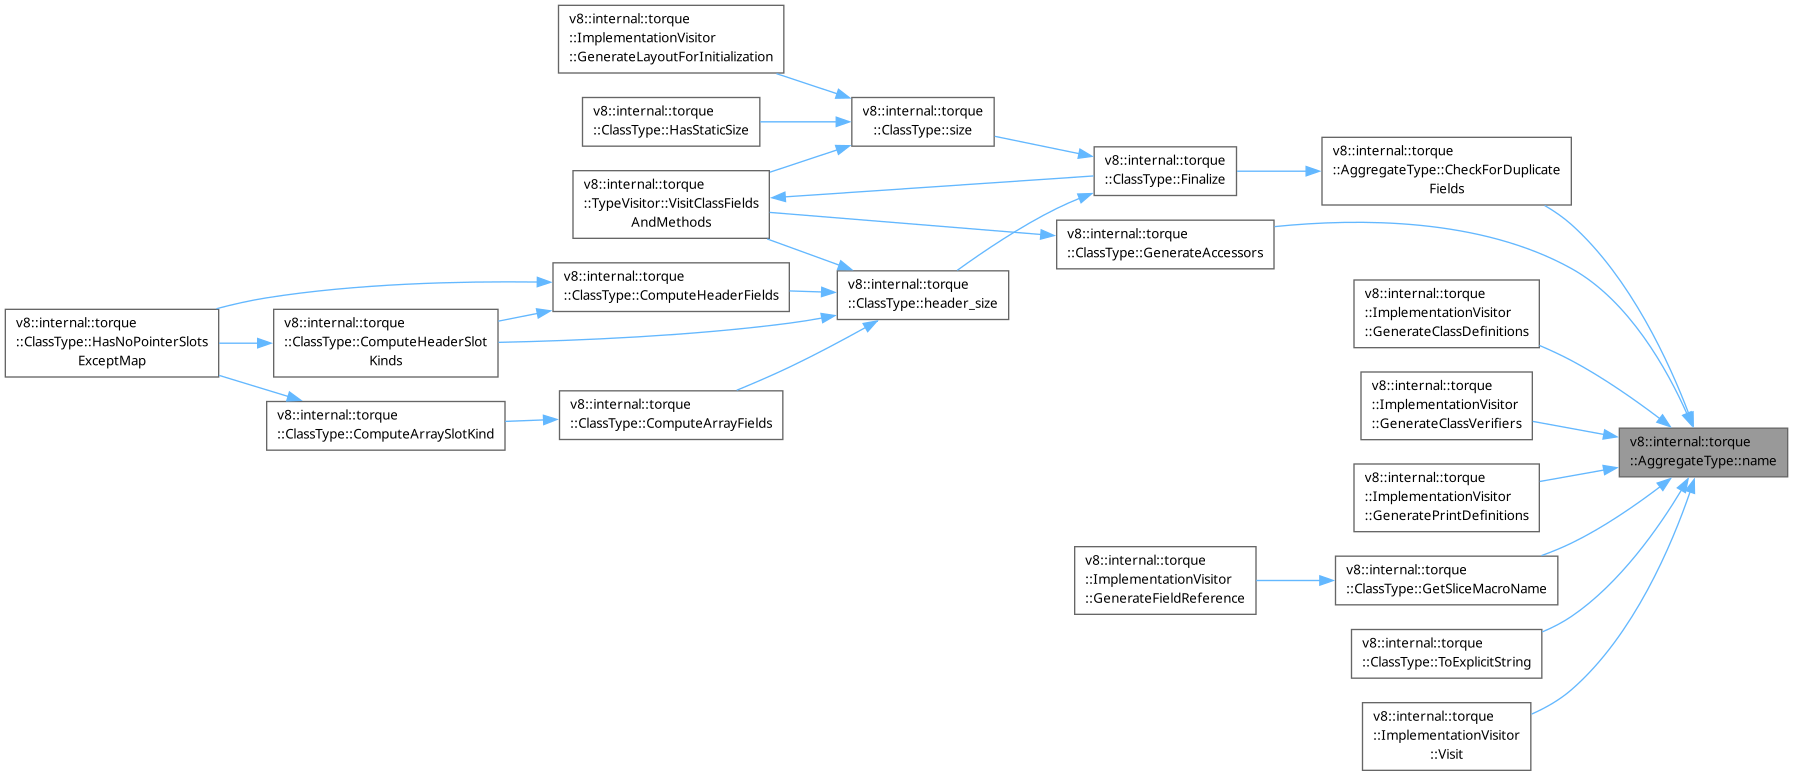 v8::internal::torque
::ImplementationVisitor
::GenerateLayoutForInitialization
v8::internal::torque
::ClassType::HasStaticSize
v8::internal::torque
::ClassType::size
v8::internal::torque
::TypeVisitor::VisitClassFields
AndMethods
v8::internal::torque
::ClassType::Finalize
v8::internal::torque
::AggregateType::CheckForDuplicate
Fields
v8::internal::torque
::ClassType::GenerateAccessors
v8::internal::torque
::ClassType::ComputeHeaderFields
v8::internal::torque
::ClassType::header_size
v8::internal::torque
::ClassType::HasNoPointerSlots
ExceptMap
v8::internal::torque
::ClassType::ComputeHeaderSlot
Kinds
v8::internal::torque
::ClassType::ComputeArraySlotKind
v8::internal::torque
::ClassType::ComputeArrayFields
v8::internal::torque
::ImplementationVisitor
::GenerateClassDefinitions
v8::internal::torque
::ImplementationVisitor
::GenerateClassVerifiers
v8::internal::torque
::AggregateType::name
v8::internal::torque
::ImplementationVisitor
::GeneratePrintDefinitions
v8::internal::torque
::ImplementationVisitor
::GenerateFieldReference
v8::internal::torque
::ClassType::GetSliceMacroName
v8::internal::torque
::ClassType::ToExplicitString
v8::internal::torque
::ImplementationVisitor
::Visit